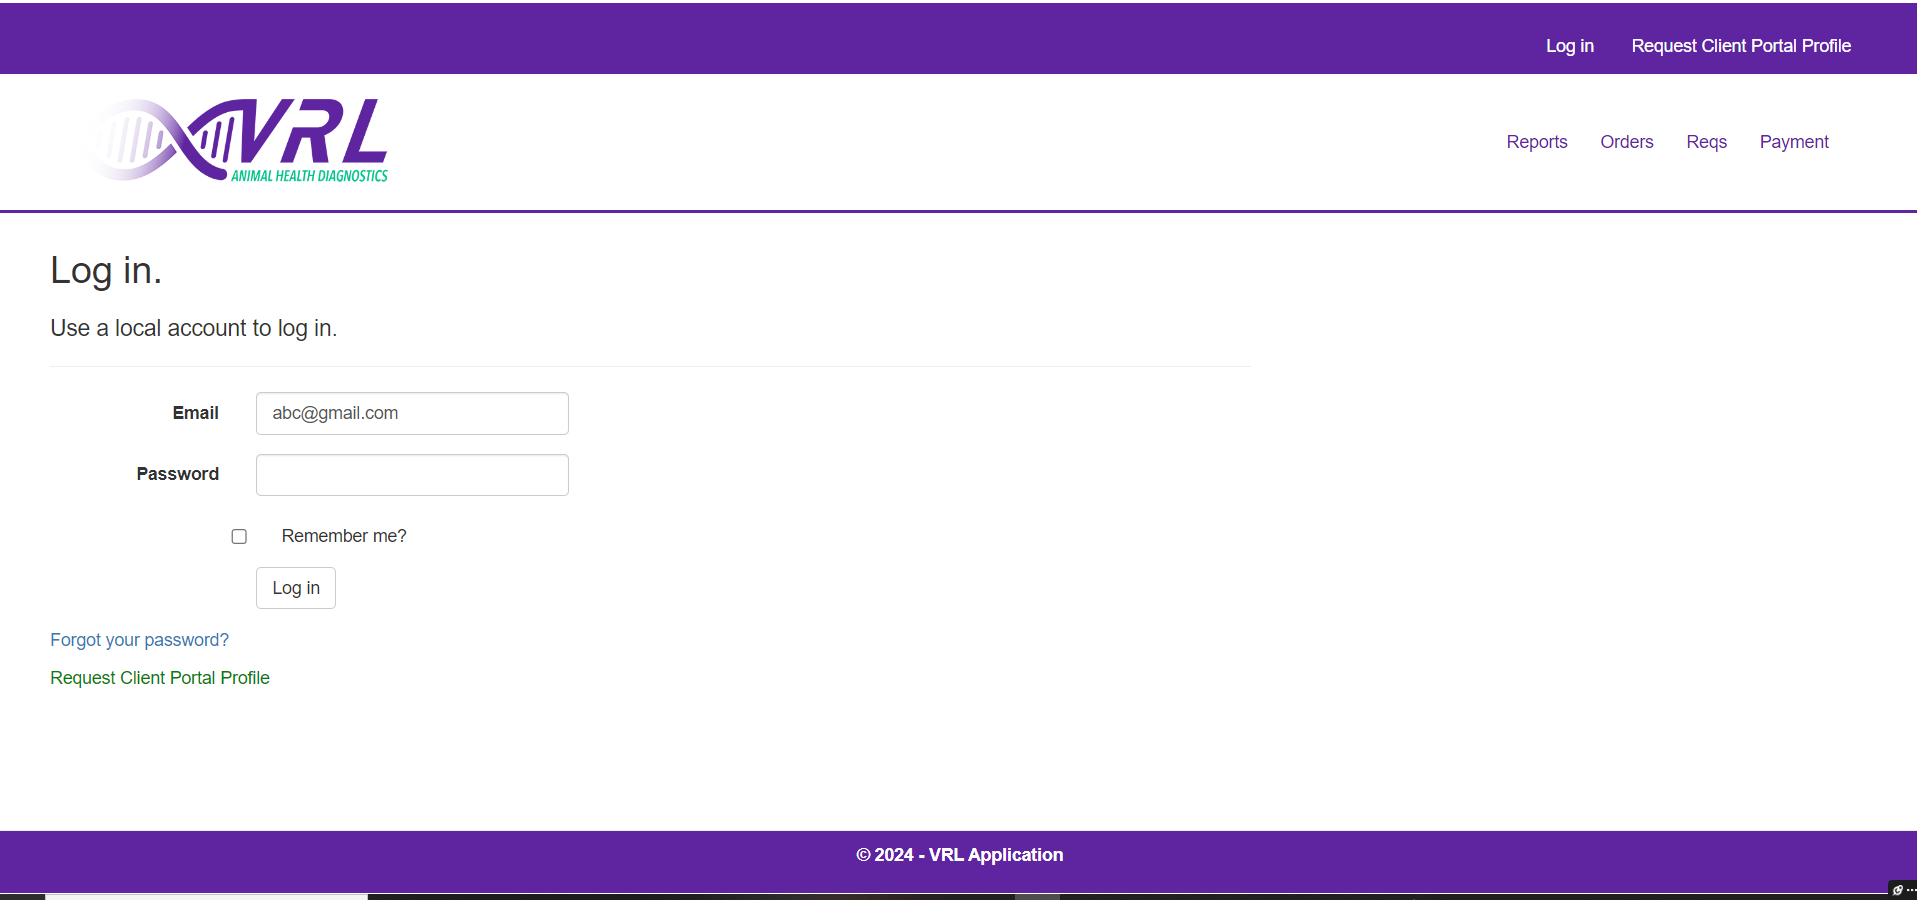 Log in Request Client Portal Profile
VRL
ANIMAL HEALTH DIAGNOSTICS
Reports Orders Reqs Payment
Log in.
Use a local account to log in.
Email abc@gmail.com
Password
Remember me?
Log in
Forgot your password?
Request Client Portal Profile
© 2024 - VRL Application